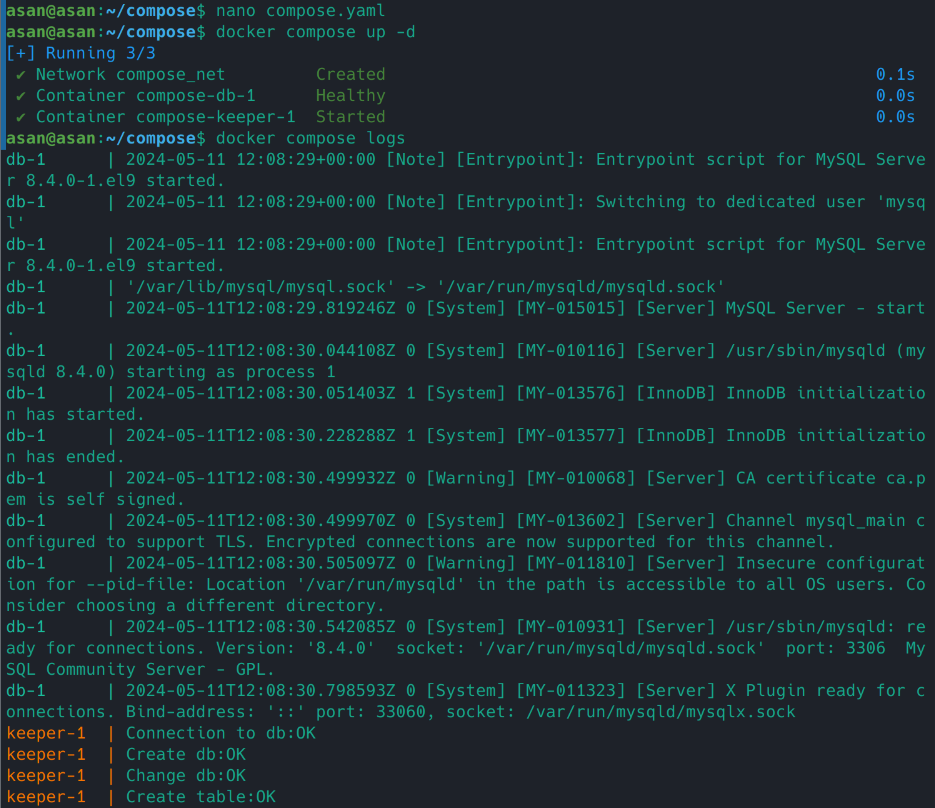 asan@asan:~/compose$ nano compose.yaml
asan@asan:~/compose$ docker compose up -d
[+] Running 3/3
✔ Network compose_net Created 0.1s
✔ Container compose-db-1 Healthy 0.0s
✔ Container compose-keeper-1 Started 0.0s
asan@asan:~/compose$ docker compose logs
db-1 | 2024-05-11 12:08:29+00:00 [Note] [Entrypoint]: Entrypoint script for MySQL Serve
r 8.4.0-1.el9 started.
db-1 | 2024-05-11 12:08:29+00:00 [Note] [Entrypoint]: Switching to dedicated user 'mysq
l'
db-1 | 2024-05-11 12:08:29+00:00 [Note] [Entrypoint]: Entrypoint script for MySQL Serve
r 8.4.0-1.el9 started.
db-1 | '/var/lib/mysql/mysql.sock' -> '/var/run/mysqld/mysqld.sock'
db-1 | 2024-05-11T12:08:29.819246Z 0 [System] [MY-015015] [Server] MySQL Server - start
.
db-1 | 2024-05-11T12:08:30.044108Z 0 [System] [MY-010116] [Server] /usr/sbin/mysqld (my
sqld 8.4.0) starting as process 1
db-1 | 2024-05-11T12:08:30.051403Z 1 [System] [MY-013576] [InnoDB] InnoDB initializatio
n has started.
db-1 | 2024-05-11T12:08:30.228288Z 1 [System] [MY-013577] [InnoDB] InnoDB initializatio
n has ended.
db-1 | 2024-05-11T12:08:30.499932Z 0 [Warning] [MY-010068] [Server] CA certificate ca.p
em is self signed.
db-1 | 2024-05-11T12:08:30.499970Z 0 [System] [MY-013602] [Server] Channel mysql_main c
onfigured to support TLS. Encrypted connections are now supported for this channel.
db-1 | 2024-05-11T12:08:30.505097Z 0 [Warning] [MY-011810] [Server] Insecure configurat
ion for --pid-file: Location '/var/run/mysqld' in the path is accessible to all OS users. Co
nsider choosing a different directory.
db-1 | 2024-05-11T12:08:30.542085Z 0 [System] [MY-010931] [Server] /usr/sbin/mysqld: re
ady for connections. Version: '8.4.0'  socket: '/var/run/mysqld/mysqld.sock'  port: 3306  My
SQL Community Server - GPL.
db-1 | 2024-05-11T12:08:30.798593Z 0 [System] [MY-011323] [Server] X Plugin ready for c
onnections. Bind-address: '::' port: 33060, socket: /var/run/mysqld/mysqlx.sock
keeper-1 | Connection to db:OK
keeper-1 | Create db:OK
keeper-1 | Change db:OK
keeper-1 | Create table:OK